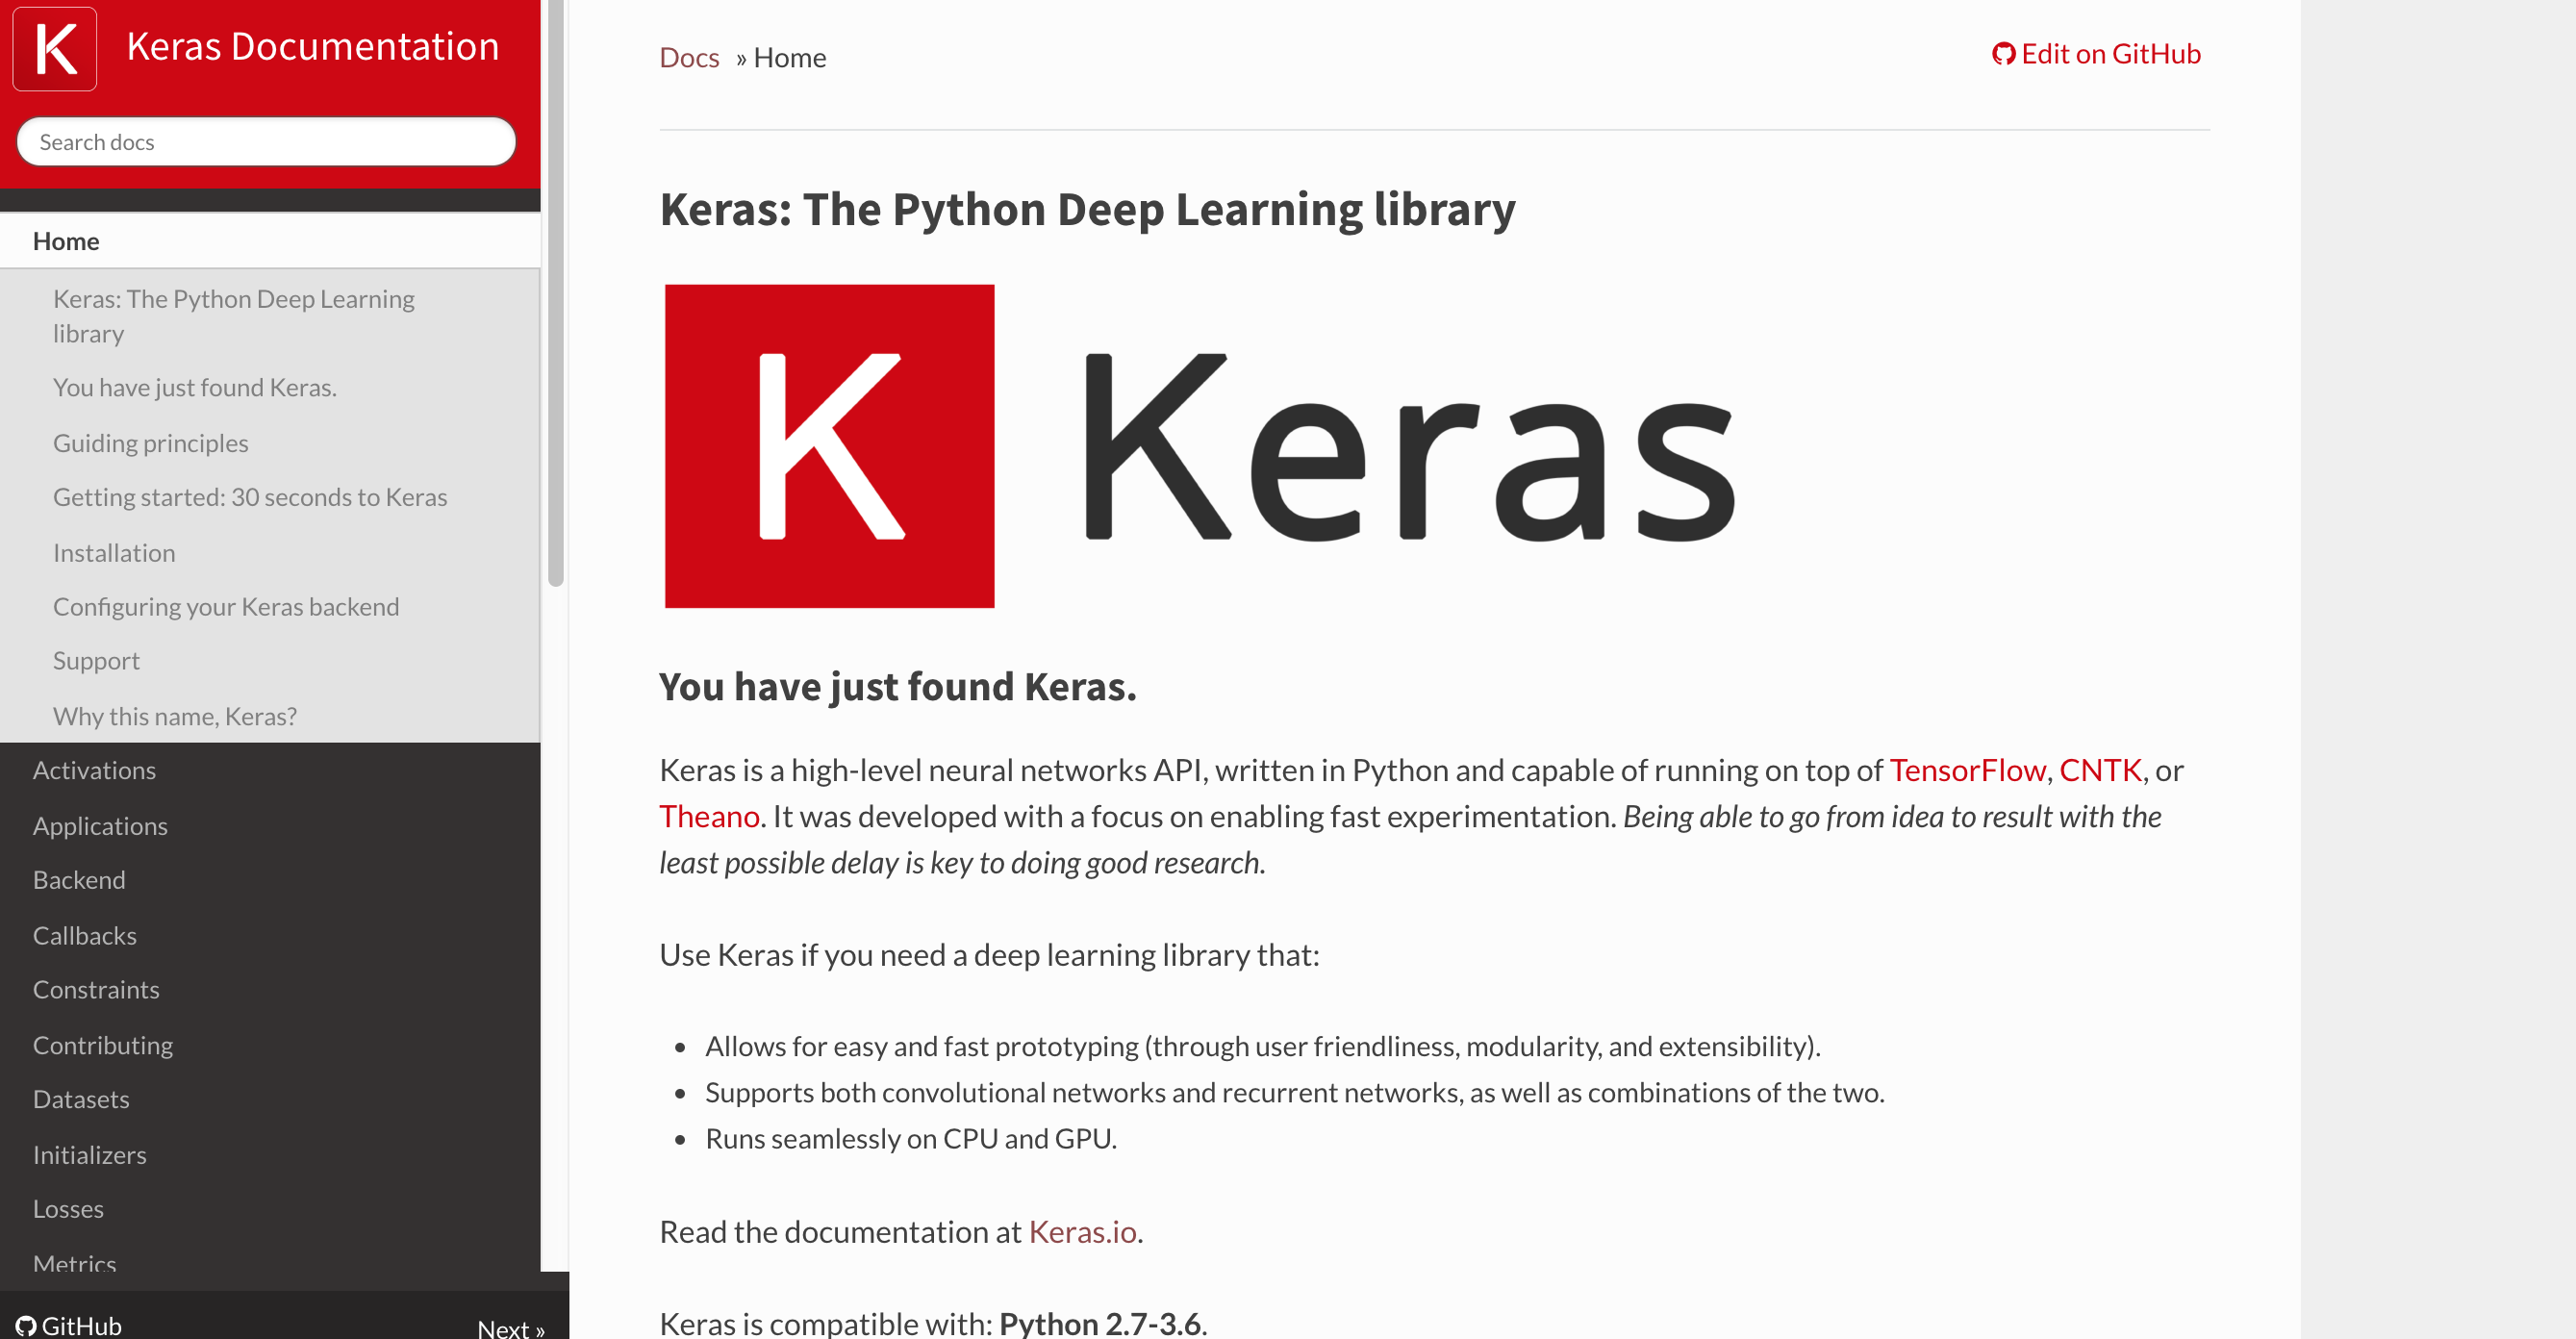 K
Keras Documentation
Search docs
Home
Keras: The Python Deep Learning
library
You have just found Keras.
Guiding principles
Getting started: 30 seconds to Keras
Installation
Configuring your Keras backend
Support
Why this name, Keras?
Activations
Applications
Backend
Callbacks
Constraints
Contributing
Datasets
Initializers
Losses
Metrics
GitHub
Next »
Docs » Home
Edit on GitHub
Keras: The Python Deep Learning library
K Keras
You have just found Keras.
Keras is a high-level neural networks API, written in Python and capable of running on top of TensorFlow, CNTK, or
Theano. It was developed with a focus on enabling fast experimentation. Being able to go from idea to result with the
least possible delay is key to doing good research.
Use Keras if you need a deep learning library that:
• Allows for easy and fast prototyping (through user friendliness, modularity, and extensibility).
• Supports both convolutional networks and recurrent networks, as well as combinations of the two.
• Runs seamlessly on CPU and GPU.
Read the documentation at Keras.io.
Keras is compatible with: Python 2.7-3.6.